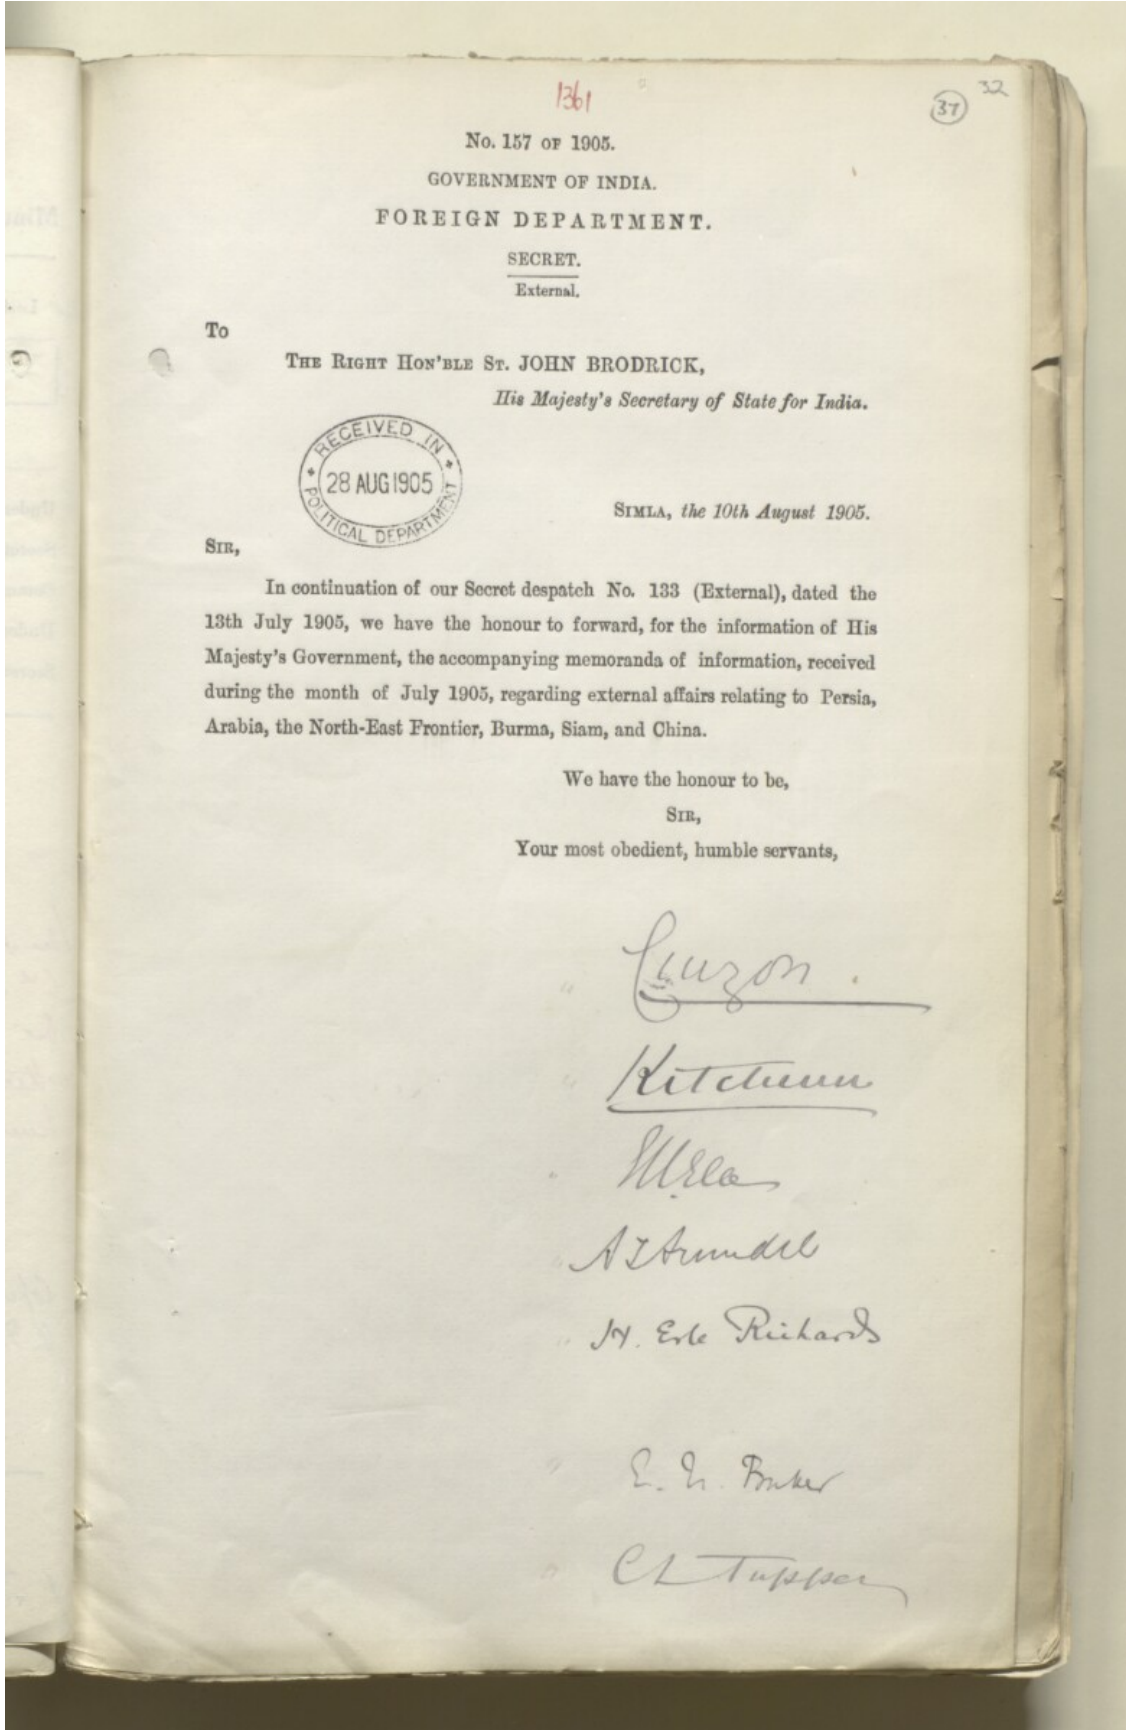 1361
32
37
No. 157 OF 1905.
GOVERNMENT OF INDIA.
FOREIGN DEPARTMENT.
SECRET.
External.
To
THE RIGHT HON'BLE ST. JOHN BRODRICK,
His Majesty's Secretary of State for India.
RECEIVED IN
28 AUG 1905
POLITICAL DEPARTMENT
SIMLA, the 10th August 1905.
SIR,
In continuation of our Secret despatch No. 133 (External), dated the
13th July 1905, we have the honour to forward, for the information of His
Majesty's Government, the accompanying memoranda of information, received
during the month of July 1905, regarding external affairs relating to Persia,
Arabia, the North-East Frontier, Burma, Siam, and China.
We have the honour to be,
SIR,
Your most obedient, humble servants,
Curzon.
Kitchener
A T Arundel
H. Erle Richards
E. N. Baker
C L Tupper